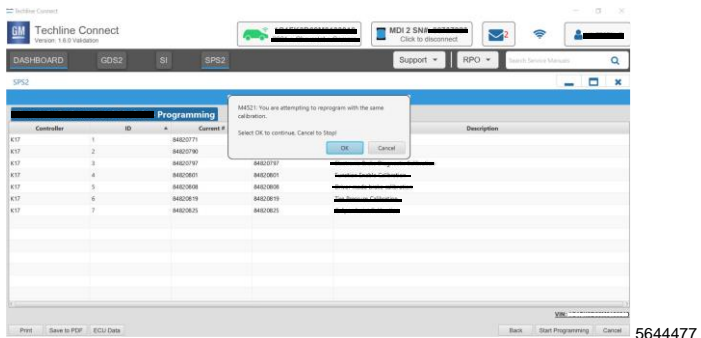 Techline Connect
GM Techline Connect
Version: 1.6.0 Validation
MDI 2 SN#
Click to disconnect
2
DASHBOARD GDS2 SI SPS2 Support RPO Search Service Manuals
SPS2
Programming
M4521: You are attempting to reprogram with the same
calibration.
Select OK to continue, Cancel to Stop!
OK Cancel
Controller ID Current # Description
K17 1 84820771
K17 2 84820790
K17 3 84820797 84820797
K17 4 84820801 84820801
K17 5 84820808 84820808
K17 6 84820819 84820819
K17 7 84820825 84820825
VIN:
Print Save to PDF ECU Data Back Start Programming Cancel
5644477